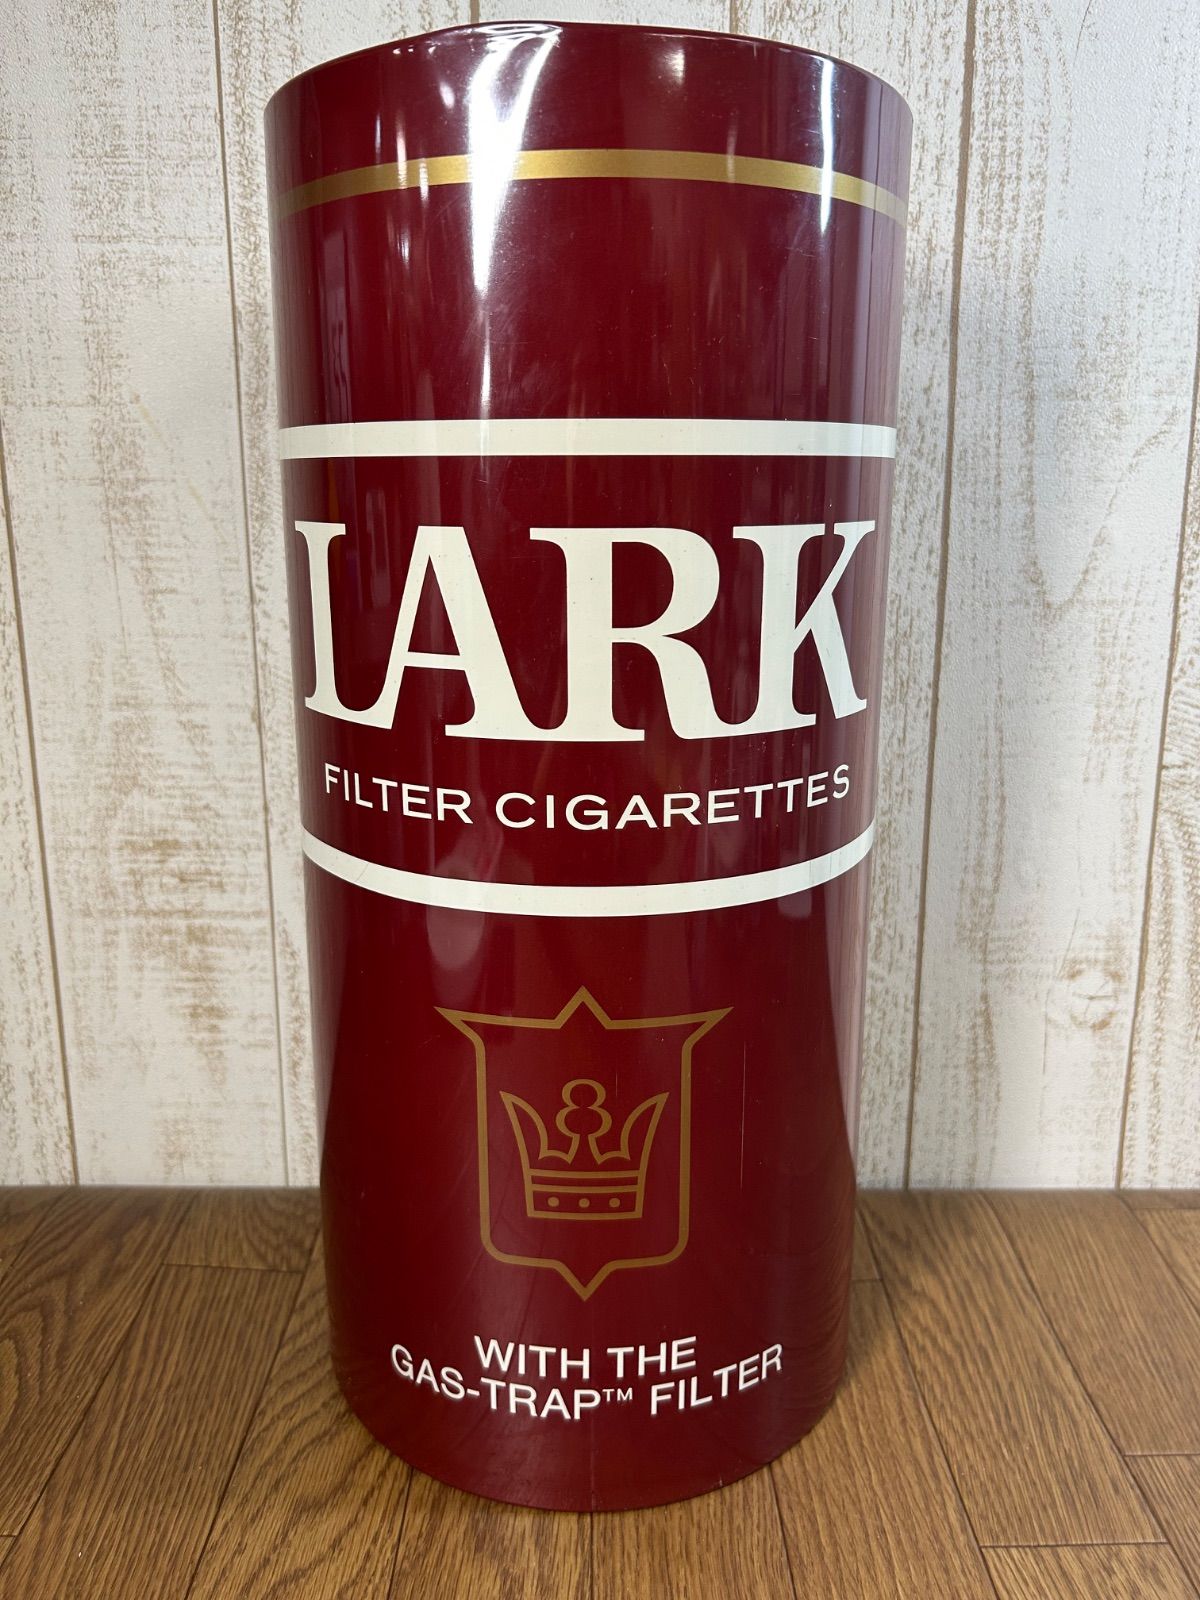 LARK
FILTER CIGARETTES
WITH THE
GAS-TRAP™ FILTER